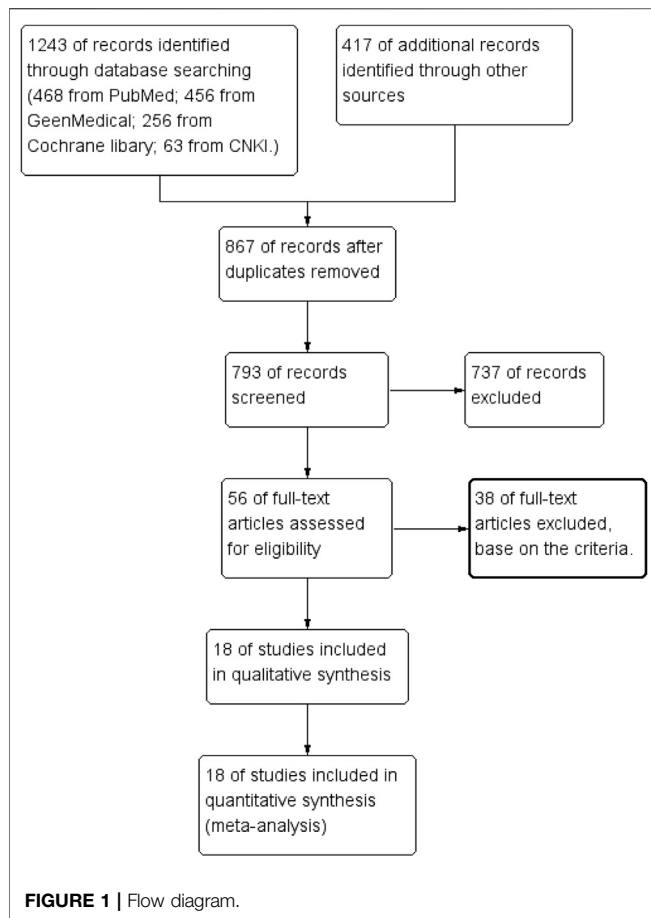 1243 of records identified
through database searching
(468 from PubMed; 456 from
GeenMedical; 256 from
Cochrane libary; 63 from CNKI.)
417 of additional records
identified through other
sources
867 of records after
duplicates removed
793 of records
screened
737 of records
excluded
56 of full-text
articles assessed
for eligibility
38 of full-text
articles excluded,
base on the criteria.
18 of studies included
in qualitative synthesis
18 of studies included in
quantitative synthesis
(meta-analysis)
FIGURE 1 | Flow diagram.